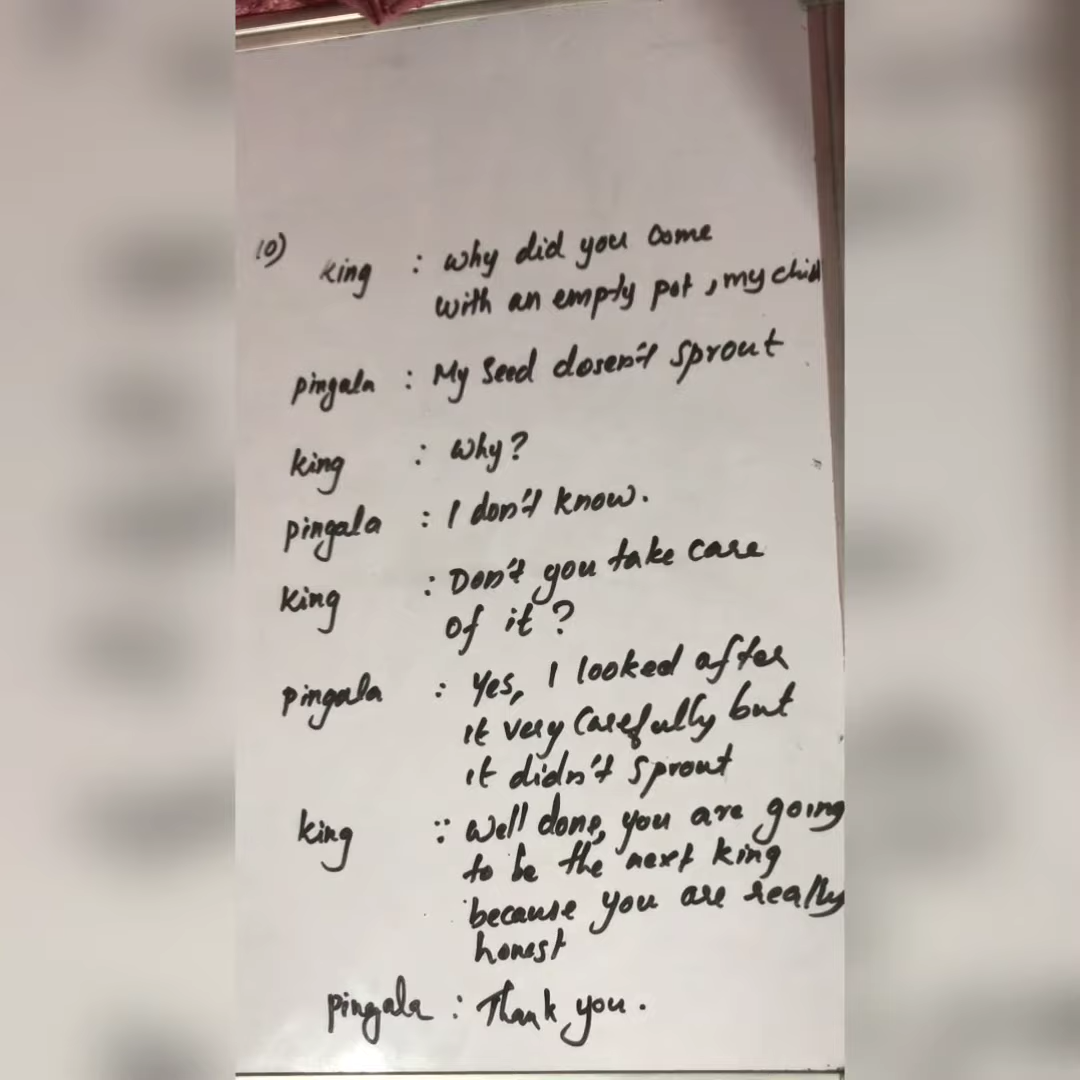 10) King : why did you come
with an empty pot, my child
pingala : My Seed dosen't sprout
king : why?
pingala : I don't know.
king : Don't you take care
of it ?
pingala : Yes, I looked after
it very carefully but
it didn't sprout
king : well done, you are going
to be the next king
because you are really
honest
pingala : Thank you.